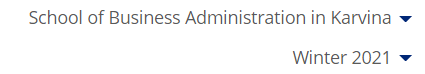 School of Business Administration in Karvina
Winter 2021